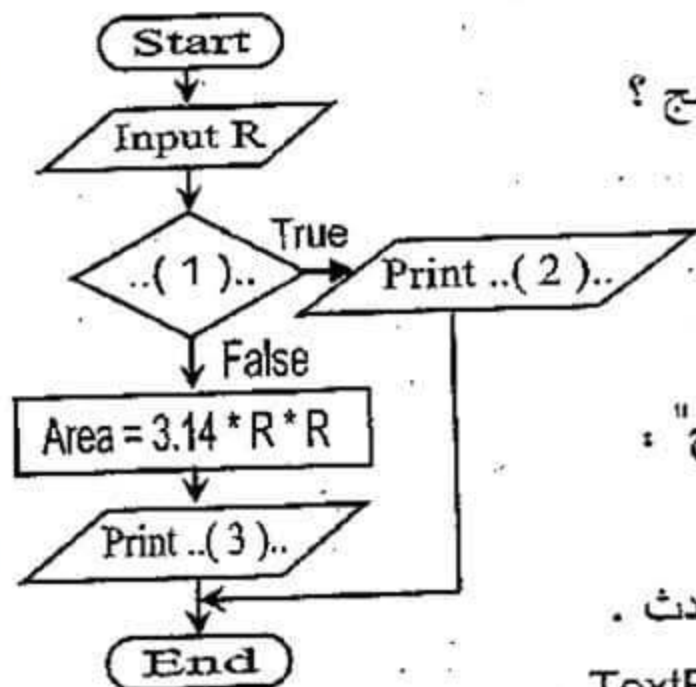 Start
Input R
؟
..( 1 )..
True
Print ..( 2 )..
False
Area = 3.14 * R * R
" :
Print ..( 3 )..
End